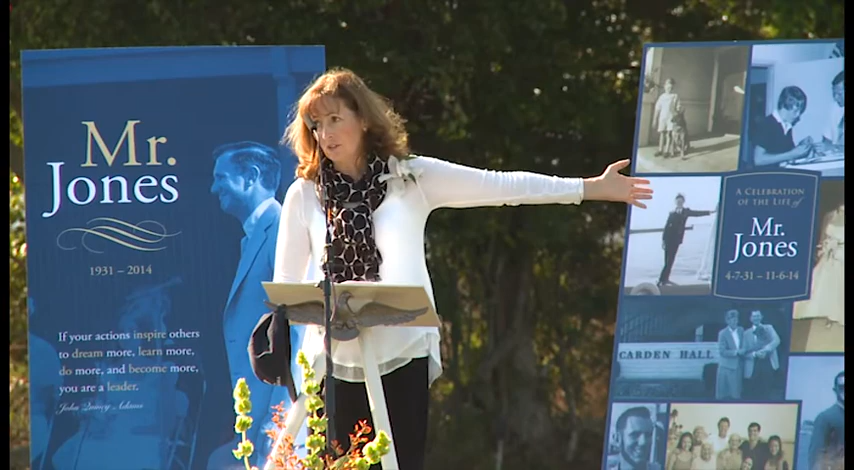 Mr.
Jones
1931 – 2014
If your actions inspire others
to dream more, learn more,
do more, and become more,
you are a leader.
John Quincy Adams
A CELEBRATION
OF THE LIFE of
Mr.
Jones
4-7-31 – 11-6-14
CARDEN HALL